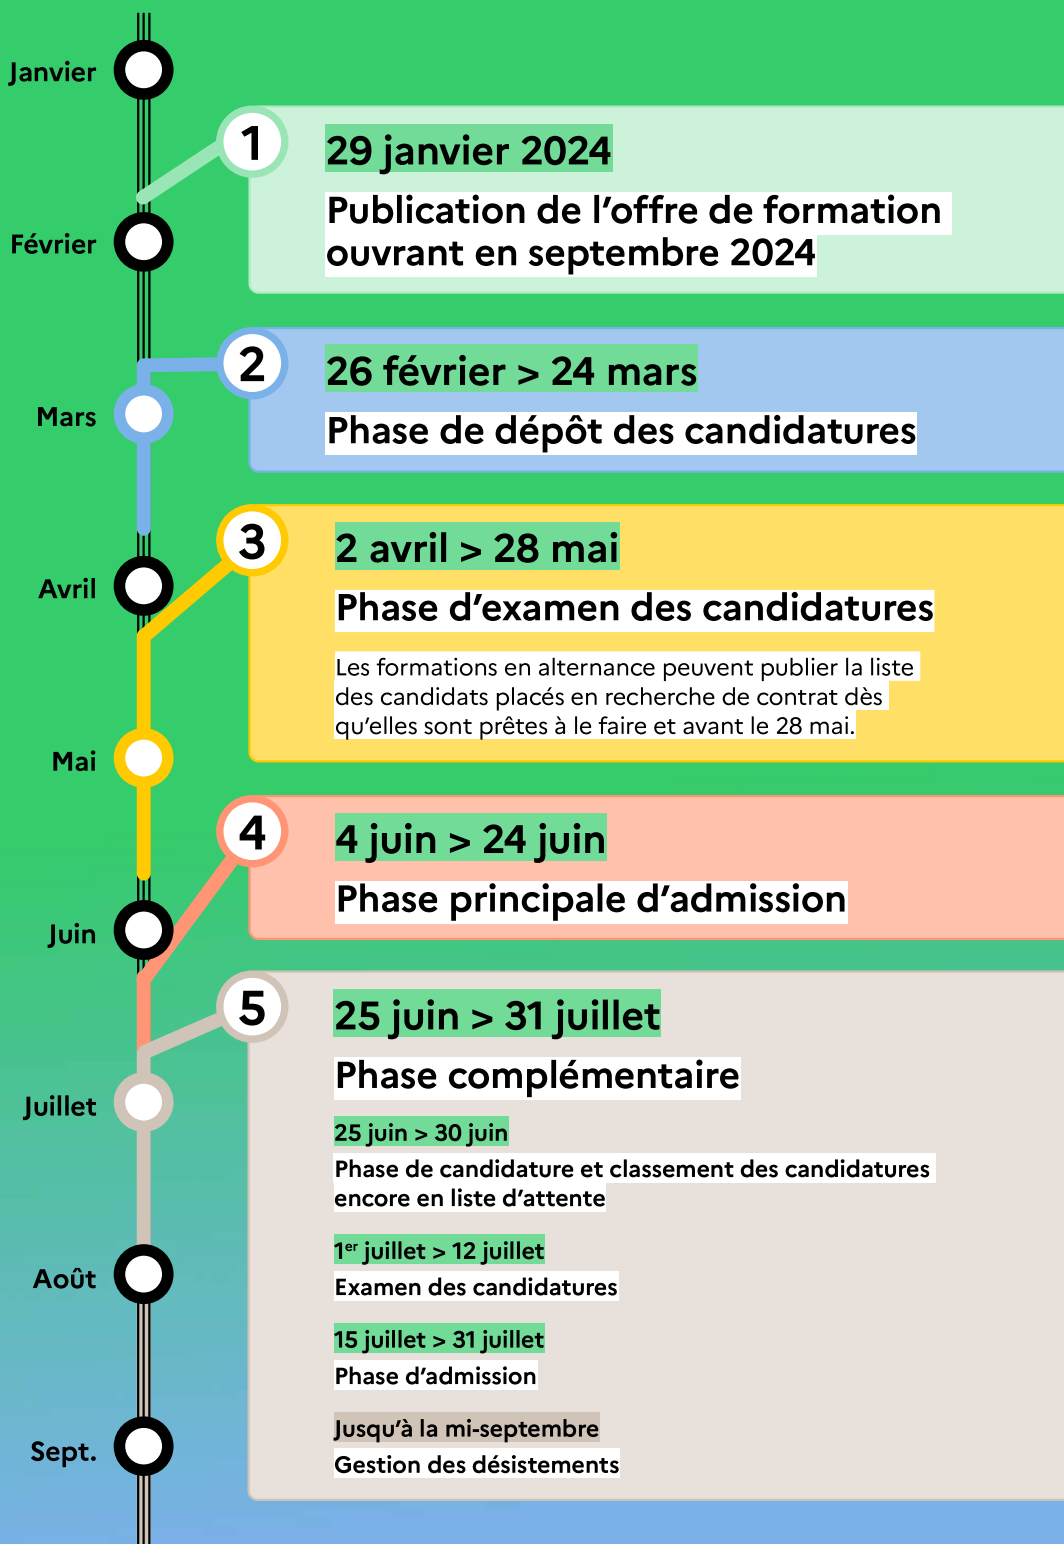 Janvier
1
29 janvier 2024
Publication de l’offre de formation
ouvrant en septembre 2024
Février
2
26 février > 24 mars
Phase de dépôt des candidatures
Mars
3
2 avril > 28 mai
Phase d’examen des candidatures
Les formations en alternance peuvent publier la liste
des candidats placés en recherche de contrat dès
qu’elles sont prêtes à le faire et avant le 28 mai.
Avril
Mai
4
4 juin > 24 juin
Phase principale d’admission
Juin
5
25 juin > 31 juillet
Phase complémentaire
25 juin > 30 juin
Phase de candidature et classement des candidatures
encore en liste d’attente
Juillet
1er juillet > 12 juillet
Examen des candidatures
Août
15 juillet > 31 juillet
Phase d’admission
Jusqu’à la mi-septembre
Gestion des désistements
Sept.